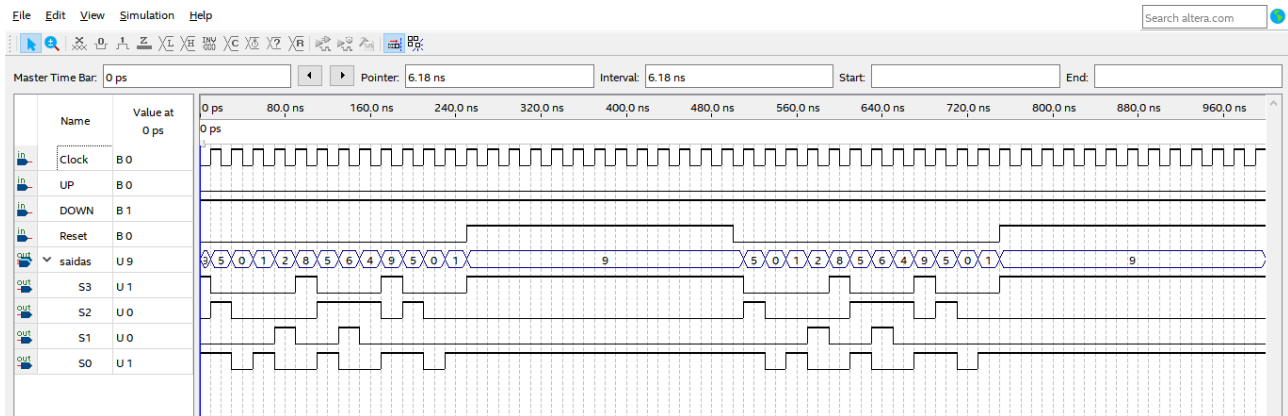 File Edit View Simulation Help
Search altera.com
Master Time Bar: 0 ps Pointer: 6.18 ns Interval: 6.18 ns Start: End:
Name Value at 0 ps
0 ps 80.0 ns 160.0 ns 240.0 ns 320.0 ns 400.0 ns 480.0 ns 560.0 ns 640.0 ns 720.0 ns 800.0 ns 880.0 ns 960.0 ns
0 ps
in Clock B 0
in UP B 0
in DOWN B 1
in Reset B 0
out saidas U 9 5 0 1 2 8 5 6 4 9 5 0 1 9 5 0 1 2 8 5 6 4 9 5 0 1 9
out S3 U 1
out S2 U 0
out S1 U 0
out S0 U 1